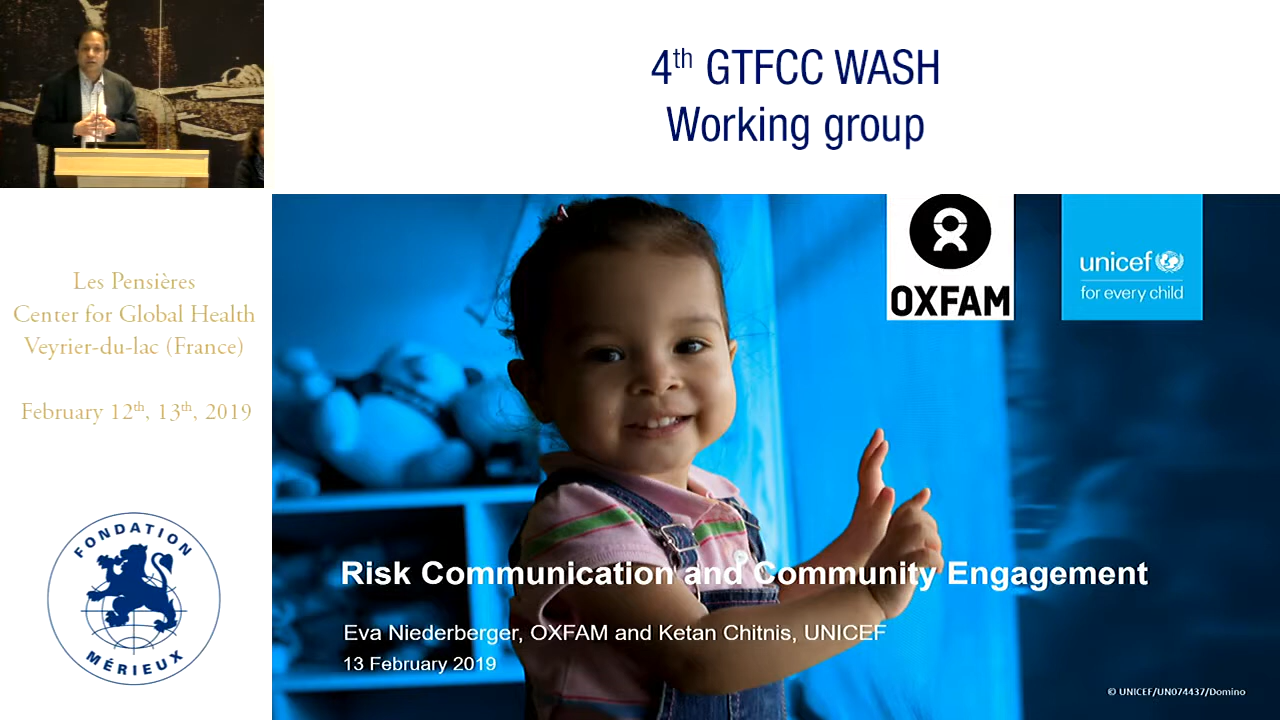 4th GTFCC WASH
Working group
OXFAM
unicef
for every child
Les Pensières
Center for Global Health
Veyrier-du-lac (France)
February 12th, 13th, 2019
FONDATION
MÉRIEUX
Risk Communication and Community Engagement
Eva Niederberger, OXFAM and Ketan Chitnis, UNICEF
13 February 2019
© UNICEF/UN074437/Domino